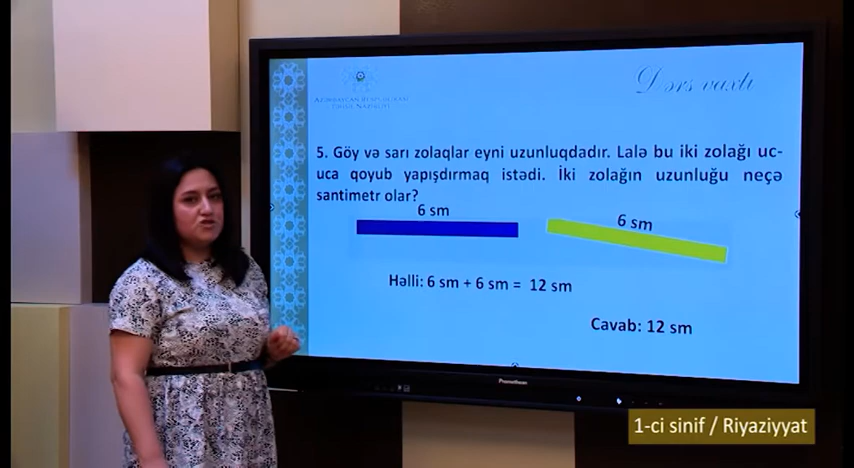 Dərs vaxtı
5. Göy və sarı zolaqlar eyni uzunluqdadır. Lalə bu iki zolağı uc-
uca qoyub yapışdırmaq istədi. İki zolağın uzunluğu neçə
santimetr olar?
6 sm
6 sm
Həlli: 6 sm + 6 sm = 12 sm
Cavab: 12 sm
Promethean
1-ci sinif / Riyaziyyat